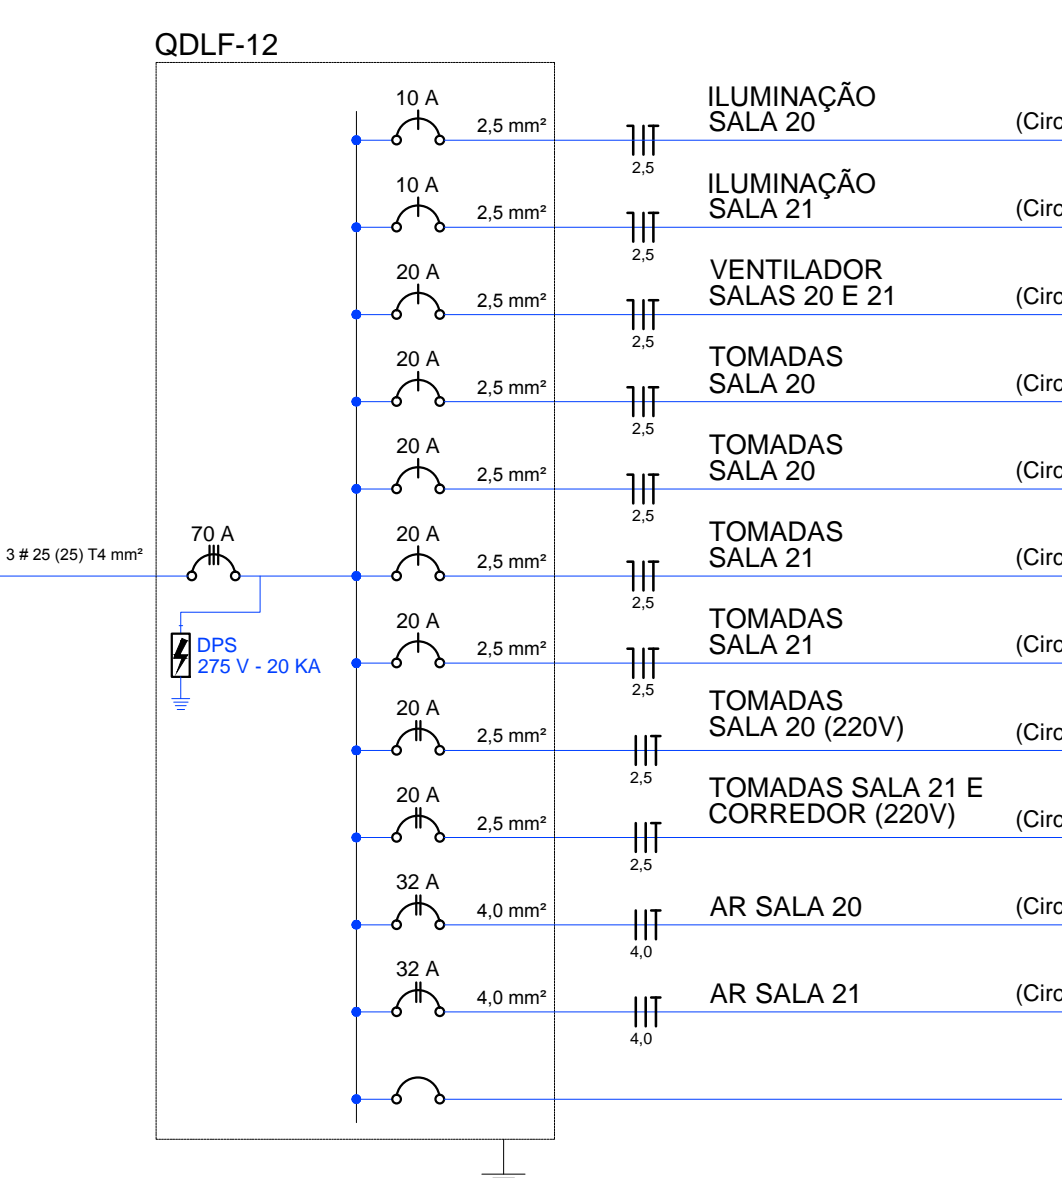 QDLF-12
10 A
2,5 mm²
2,5
ILUMINAÇÃO
SALA 20
(Circ
10 A
2,5 mm²
2,5
ILUMINAÇÃO
SALA 21
(Circ
20 A
2,5 mm²
2,5
VENTILADOR
SALAS 20 E 21
(Circ
20 A
2,5 mm²
2,5
TOMADAS
SALA 20
(Circ
20 A
2,5 mm²
2,5
TOMADAS
SALA 20
(Circ
3 # 25 (25) T4 mm²
70 A
DPS
275 V - 20 KA
20 A
2,5 mm²
2,5
TOMADAS
SALA 21
(Circ
20 A
2,5 mm²
2,5
TOMADAS
SALA 21
(Circ
20 A
2,5 mm²
2,5
TOMADAS
SALA 20 (220V)
(Circ
20 A
2,5 mm²
2,5
TOMADAS SALA 21 E
CORREDOR (220V)
(Circ
32 A
4,0 mm²
4,0
AR SALA 20
(Circ
32 A
4,0 mm²
4,0
AR SALA 21
(Circ